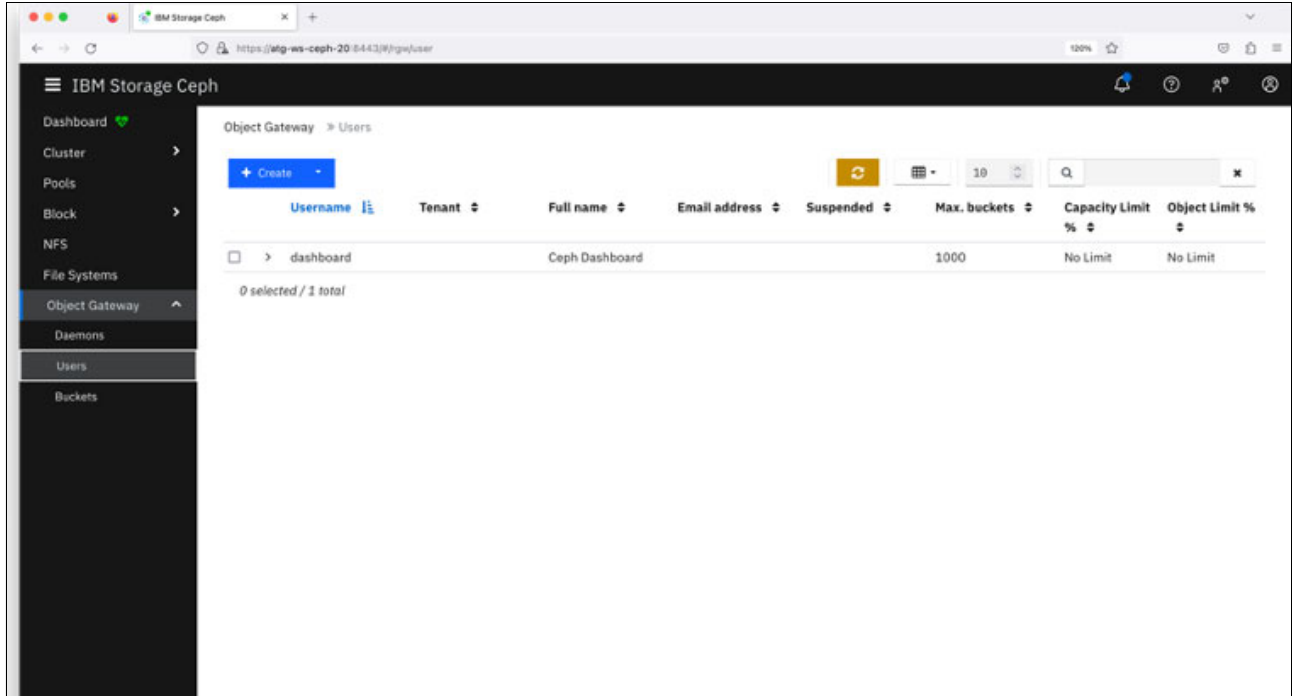 IBM Storage Ceph
https://atg-ws-ceph-20:8443/#/rgw/user
120%
IBM Storage Ceph
Dashboard
Cluster
Pools
Block
NFS
File Systems
Object Gateway
Daemons
Users
Buckets
Object Gateway » Users
+ Create
10
Username Tenant Full name Email address Suspended Max. buckets Capacity Limit % Object Limit %
dashboard Ceph Dashboard 1000 No Limit No Limit
0 selected / 1 total